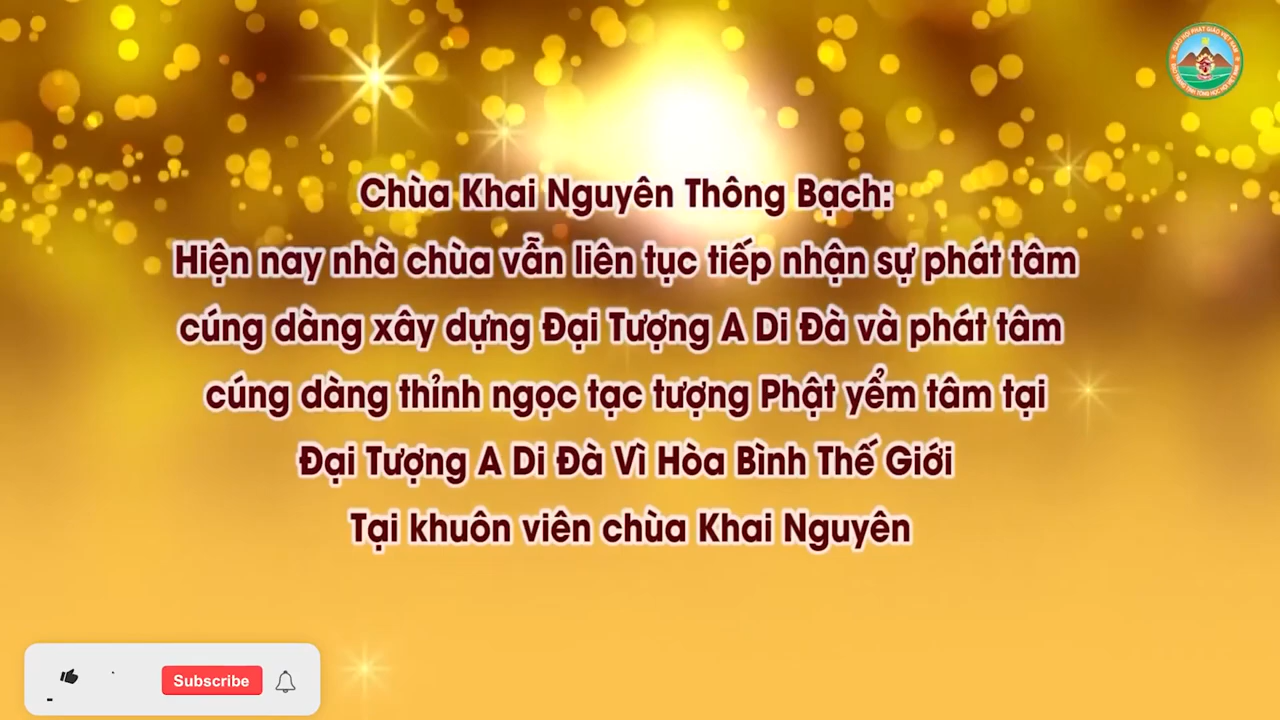 Chùa Khai Nguyên Thông Bạch:
Hiện nay nhà chùa vẫn liên tục tiếp nhận sự phát tâm
cúng dàng xây dựng Đại Tượng A Di Đà và phát tâm
cúng dàng thỉnh ngọc tạc tượng Phật yểm tâm tại
Đại Tượng A Di Đà Vì Hòa Bình Thế Giới
Tại khuôn viên chùa Khai Nguyên
Subscribe